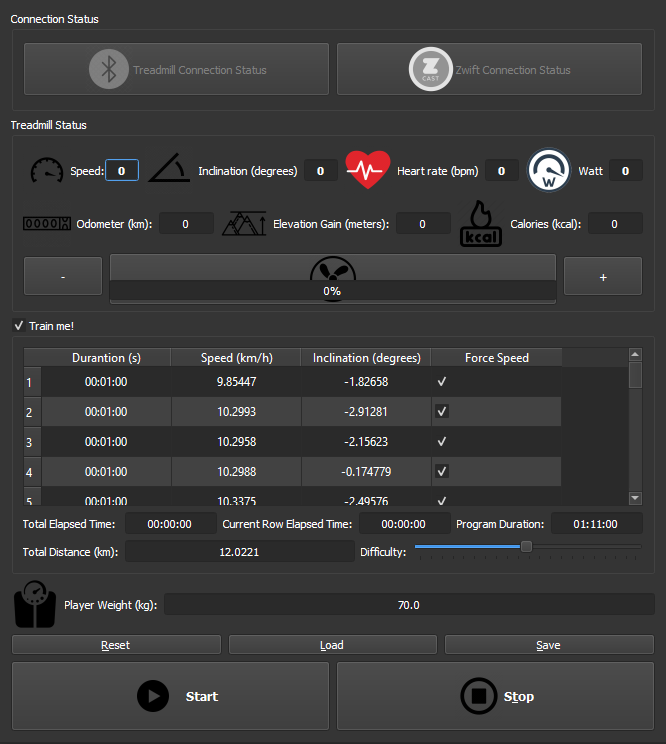 Connection Status
Treadmill Connection Status
Z CAST Zwift Connection Status
Treadmill Status
Speed: 0 Inclination (degrees) 0 Heart rate (bpm) 0 W Watt 0
0000 Odometer (km): 0 Elevation Gain (meters): 0 kcal Calories (kcal): 0
- 0% +
Train me!
Durantion (s) Speed (km/h) Inclination (degrees) Force Speed
1 00:01:00 9.85447 -1.82658
2 00:01:00 10.2993 -2.91281
3 00:01:00 10.2958 -2.15623
4 00:01:00 10.2988 -0.174779
5 00:01:00 10.3375 -2.49576
Total Elapsed Time: 00:00:00 Current Row Elapsed Time: 00:00:00 Program Duration: 01:11:00
Total Distance (km): 12.0221 Difficulty:
Player Weight (kg): 70.0
Reset Load Save
Start Stop